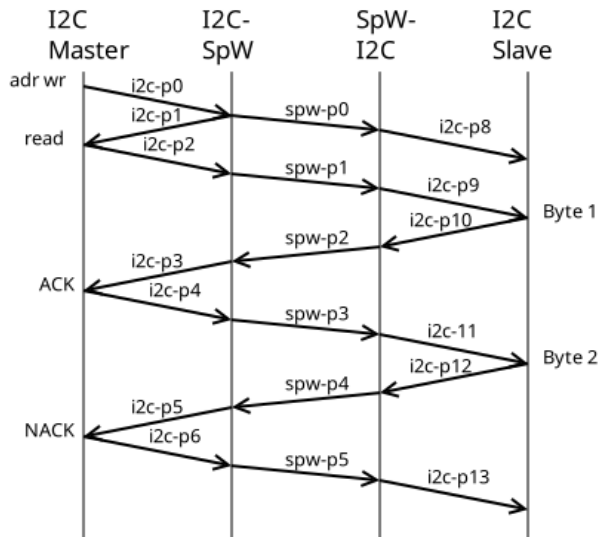 I2C Master
I2C-SpW
SpW-I2C
I2C Slave
adr wr
i2c-p0
i2c-p1
spw-p0
i2c-p8
read
i2c-p2
spw-p1
i2c-p9
Byte 1
i2c-p10
spw-p2
i2c-p3
ACK
i2c-p4
spw-p3
i2c-11
Byte 2
i2c-p12
spw-p4
i2c-p5
NACK
i2c-p6
spw-p5
i2c-p13